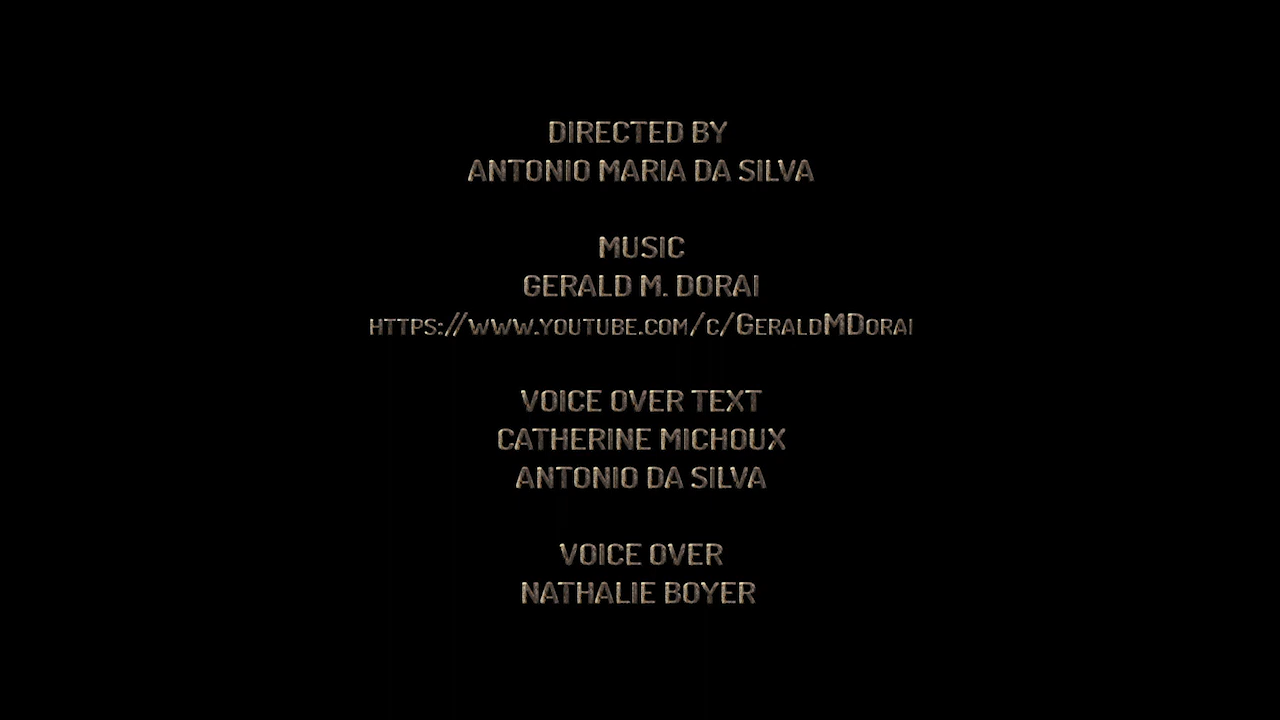 DIRECTED BY
ANTONIO MARIA DA SILVA
MUSIC
GERALD M. DORAI
https://www.youtube.com/c/GeraldMDorai
VOICE OVER TEXT
CATHERINE MICHOUX
ANTONIO DA SILVA
VOICE OVER
NATHALIE BOYER